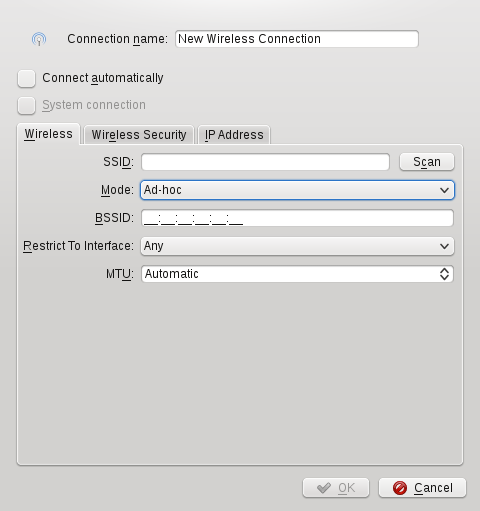 Connection name: New Wireless Connection
Connect automatically
System connection
Wireless Wireless Security IP Address
SSID: Scan
Mode: Ad-hoc
BSSID: __:__:__:__:__:__
Restrict To Interface: Any
MTU: Automatic
OK Cancel